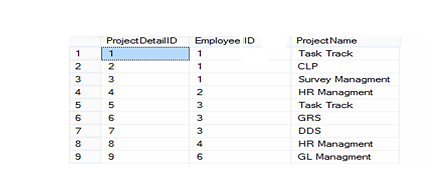 ProjectDetailID Employee ID ProjectName
1 1 1 Task Track
2 2 1 CLP
3 3 1 Survey Managment
4 4 2 HR Managment
5 5 3 Task Track
6 6 3 GRS
7 7 3 DDS
8 8 4 HR Managment
9 9 6 GL Managment